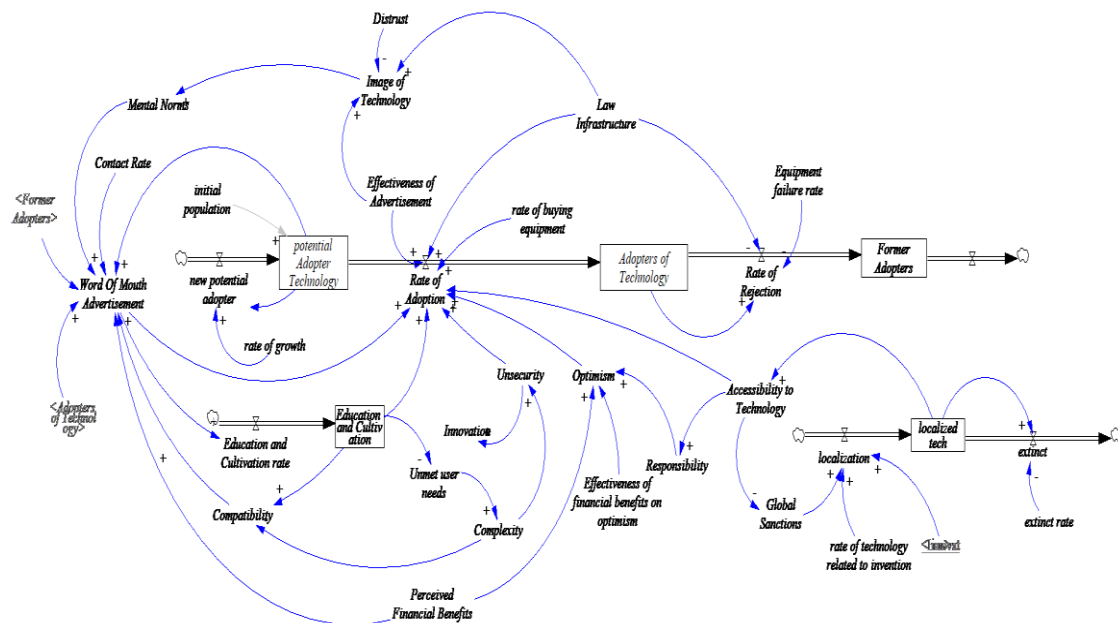 Distrust
Image of
Technology
Mental Norms
Law
Infrastructure
Contact Rate
<Former
Adopters>
initial
population
Effectiveness of
Advertisement
rate of buying
equipment
Equipment
failure rate
potential
Adopter
Technology
Adopters of
Technology
Former
Adopters
Word Of Mouth
Advertisement
new potential
adopter
Rate of
Adoption
Rate of
Rejection
rate of growth
Unsecurity
Optimism
Accessibility to
Technology
<Adopters
of Technol
ogy>
Education
and Cultiv
ation
Education and
Cultivation rate
Innovation
localized
tech
Unmet user
needs
Responsibility
localization
extinct
Compatibility
Complexity
Effectiveness of
financial benefits on
optimism
Global
Sanctions
extinct rate
rate of technology
related to invention
Perceived
Financial Benefits